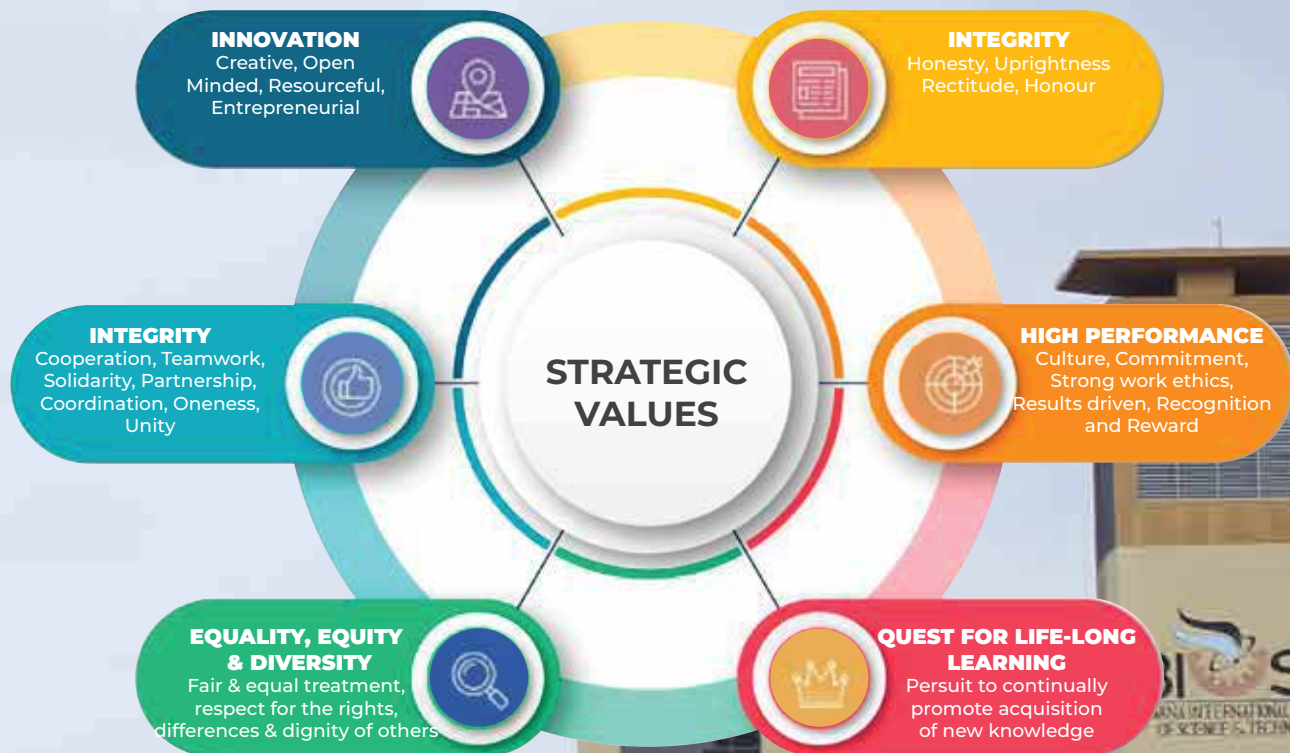 INNOVATION
Creative, Open
Minded, Resourceful,
Entrepreneurial
INTEGRITY
Honesty, Uprightness
Rectitude, Honour
INTEGRITY
Cooperation, Teamwork,
Solidarity, Partnership,
Coordination, Oneness,
Unity
STRATEGIC
VALUES
HIGH PERFORMANCE
Culture, Commitment,
Strong work ethics,
Results driven, Recognition
and Reward
EQUALITY, EQUITY
& DIVERSITY
Fair & equal treatment,
respect for the rights,
differences & dignity of others
QUEST FOR LIFE-LONG
LEARNING
Persuit to continually
promote acquisition
of new knowledge